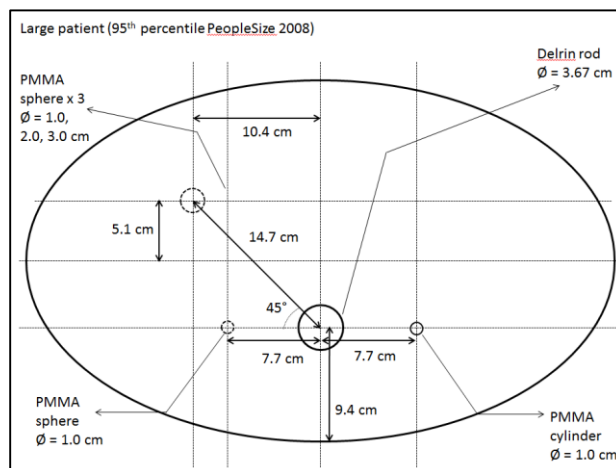 Large patient (95th percentile PeopleSize 2008)
Delrin rod
Ø = 3.67 cm
PMMA
sphere x 3
Ø = 1.0,
2.0, 3.0 cm
10.4 cm
5.1 cm
14.7 cm
45°
7.7 cm
7.7 cm
9.4 cm
PMMA
sphere
Ø = 1.0 cm
PMMA
cylinder
Ø = 1.0 cm